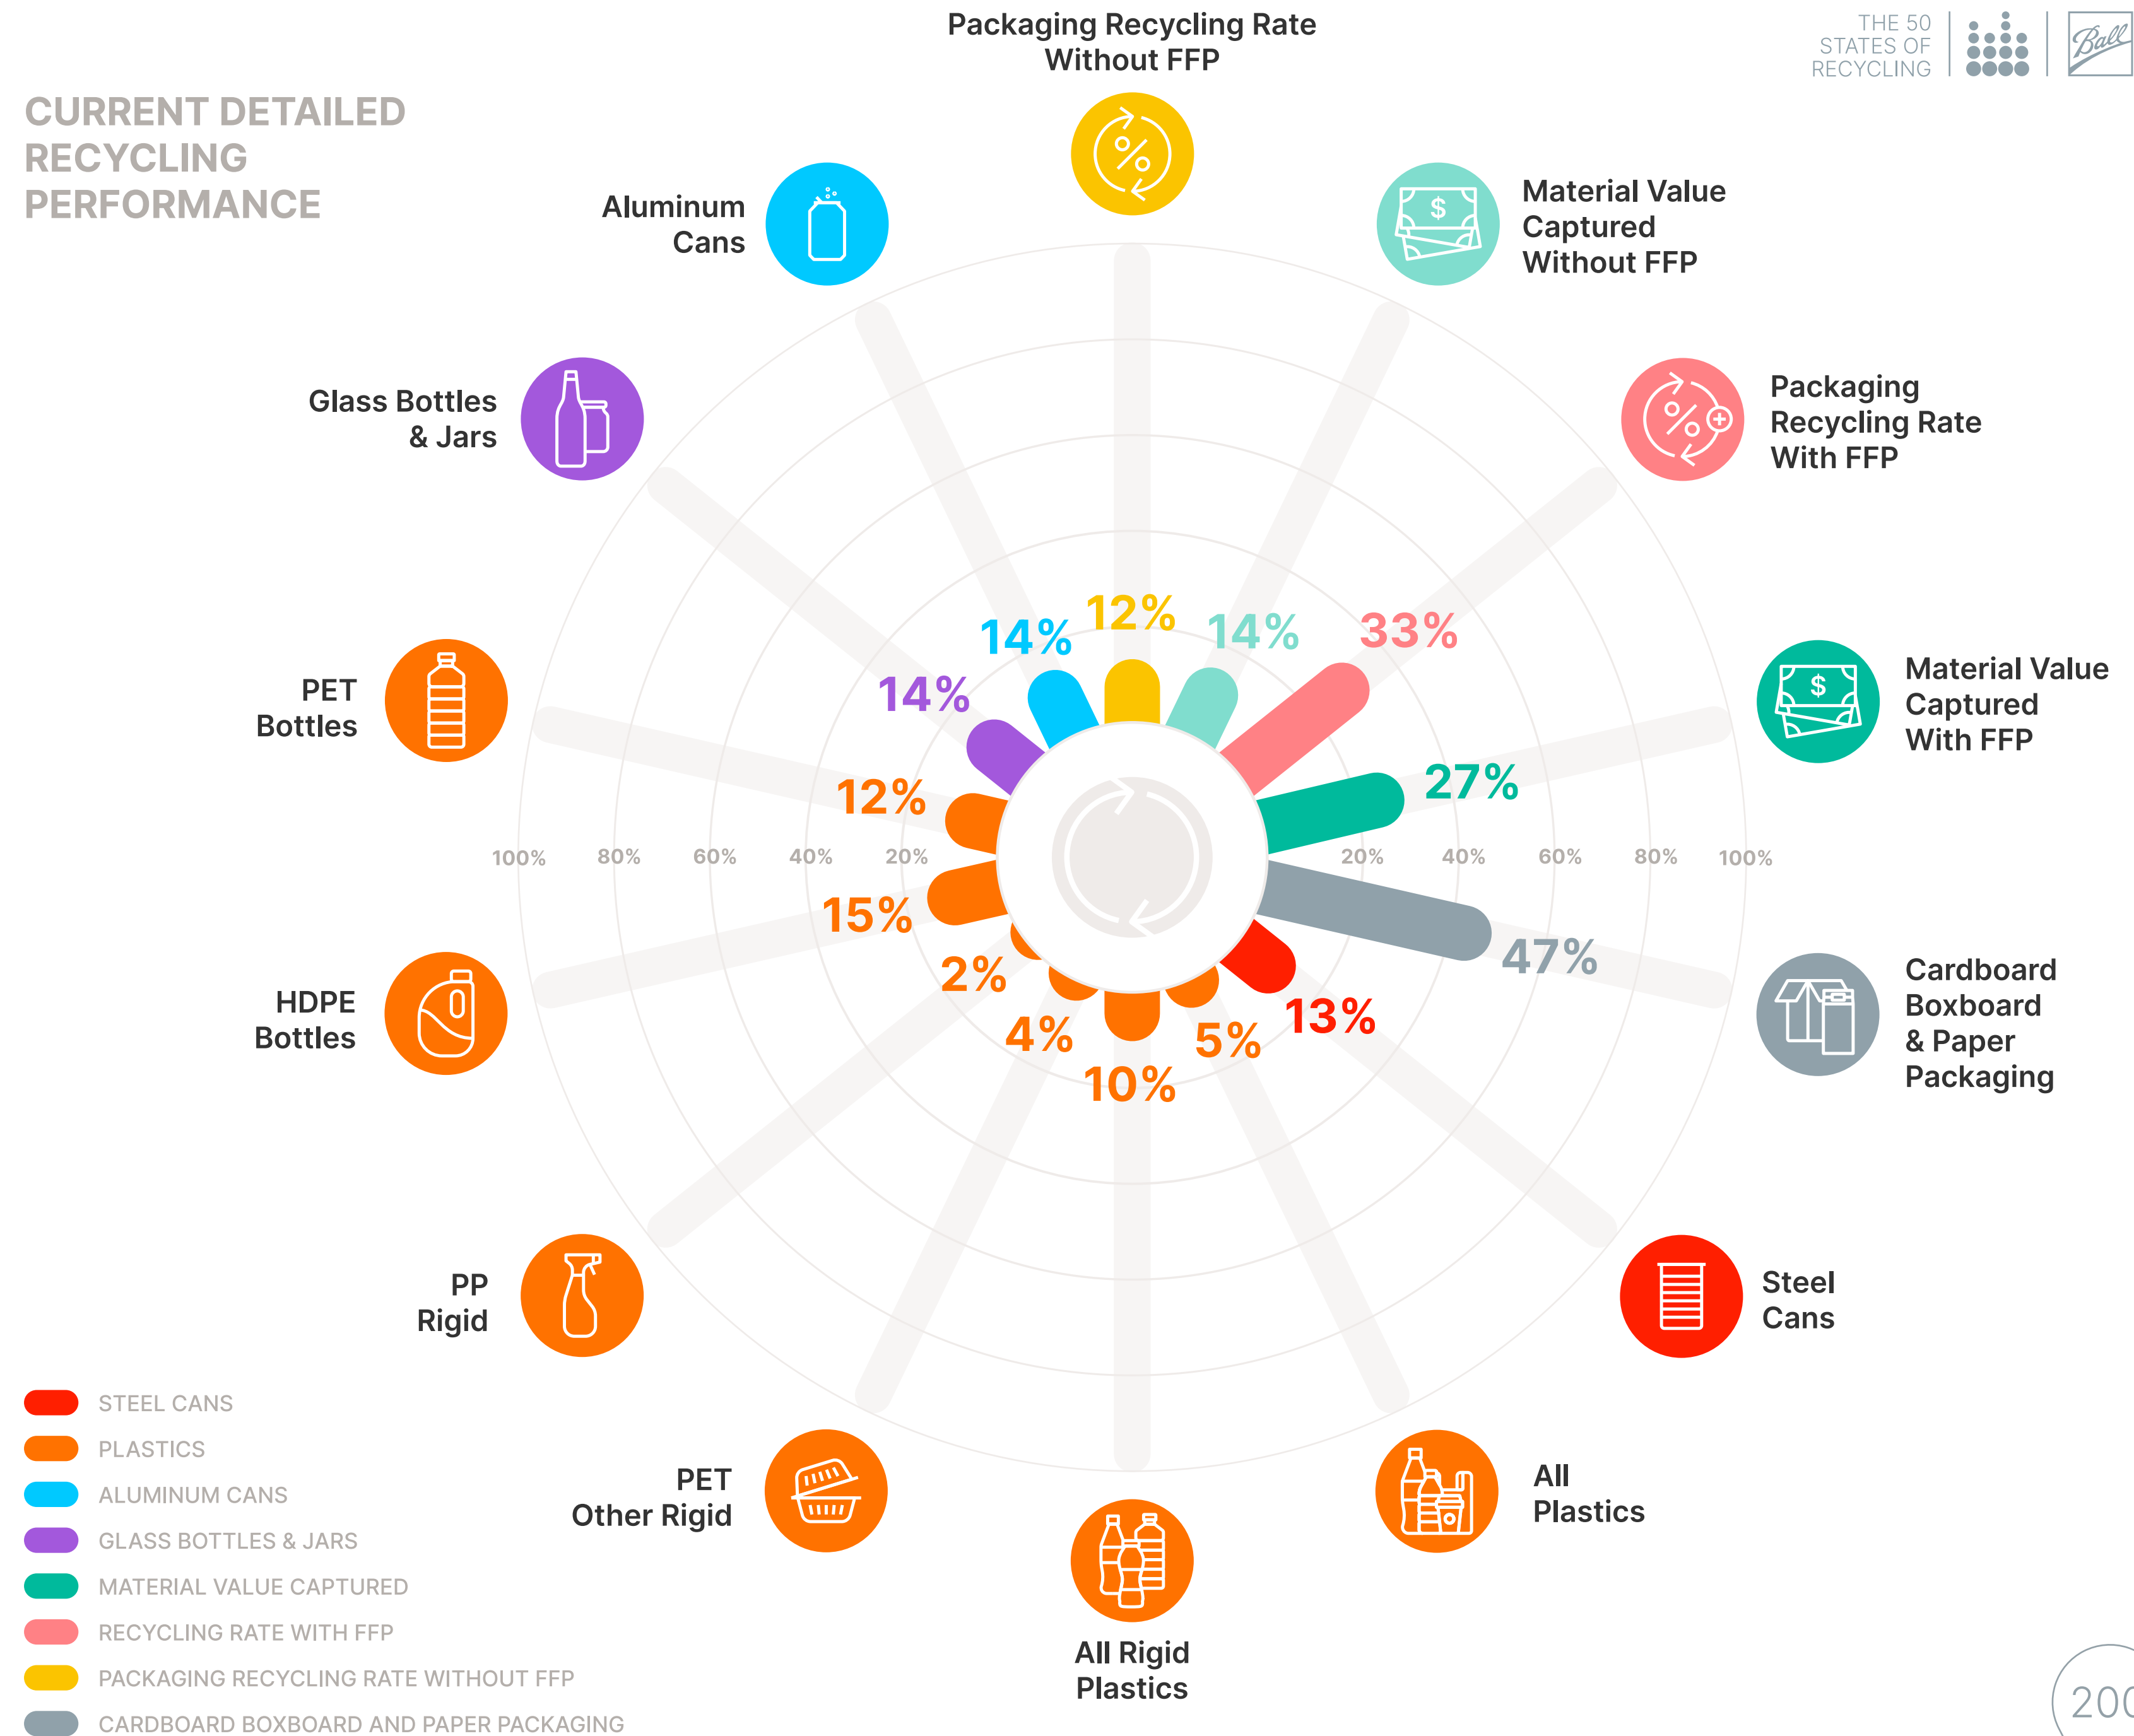 Packaging Recycling Rate
Without FFP
THE 50
STATES OF
RECYCLING
Ball
CURRENT DETAILED
RECYCLING
PERFORMANCE
Aluminum
Cans
$
Material Value
Captured
Without FFP
Glass Bottles
& Jars
Packaging
Recycling Rate
With FFP
PET
Bottles
$
Material Value
Captured
With FFP
12%
14%
14%
33%
14%
27%
12%
100%
80%
60%
40%
20%
20%
40%
60%
80%
100%
15%
47%
2%
13%
4%
5%
10%
HDPE
Bottles
Cardboard
Boxboard
& Paper
Packaging
PP
Rigid
Steel
Cans
PET
Other Rigid
All
Plastics
All Rigid
Plastics
STEEL CANS
PLASTICS
ALUMINUM CANS
GLASS BOTTLES & JARS
MATERIAL VALUE CAPTURED
RECYCLING RATE WITH FFP
PACKAGING RECYCLING RATE WITHOUT FFP
CARDBOARD BOXBOARD AND PAPER PACKAGING